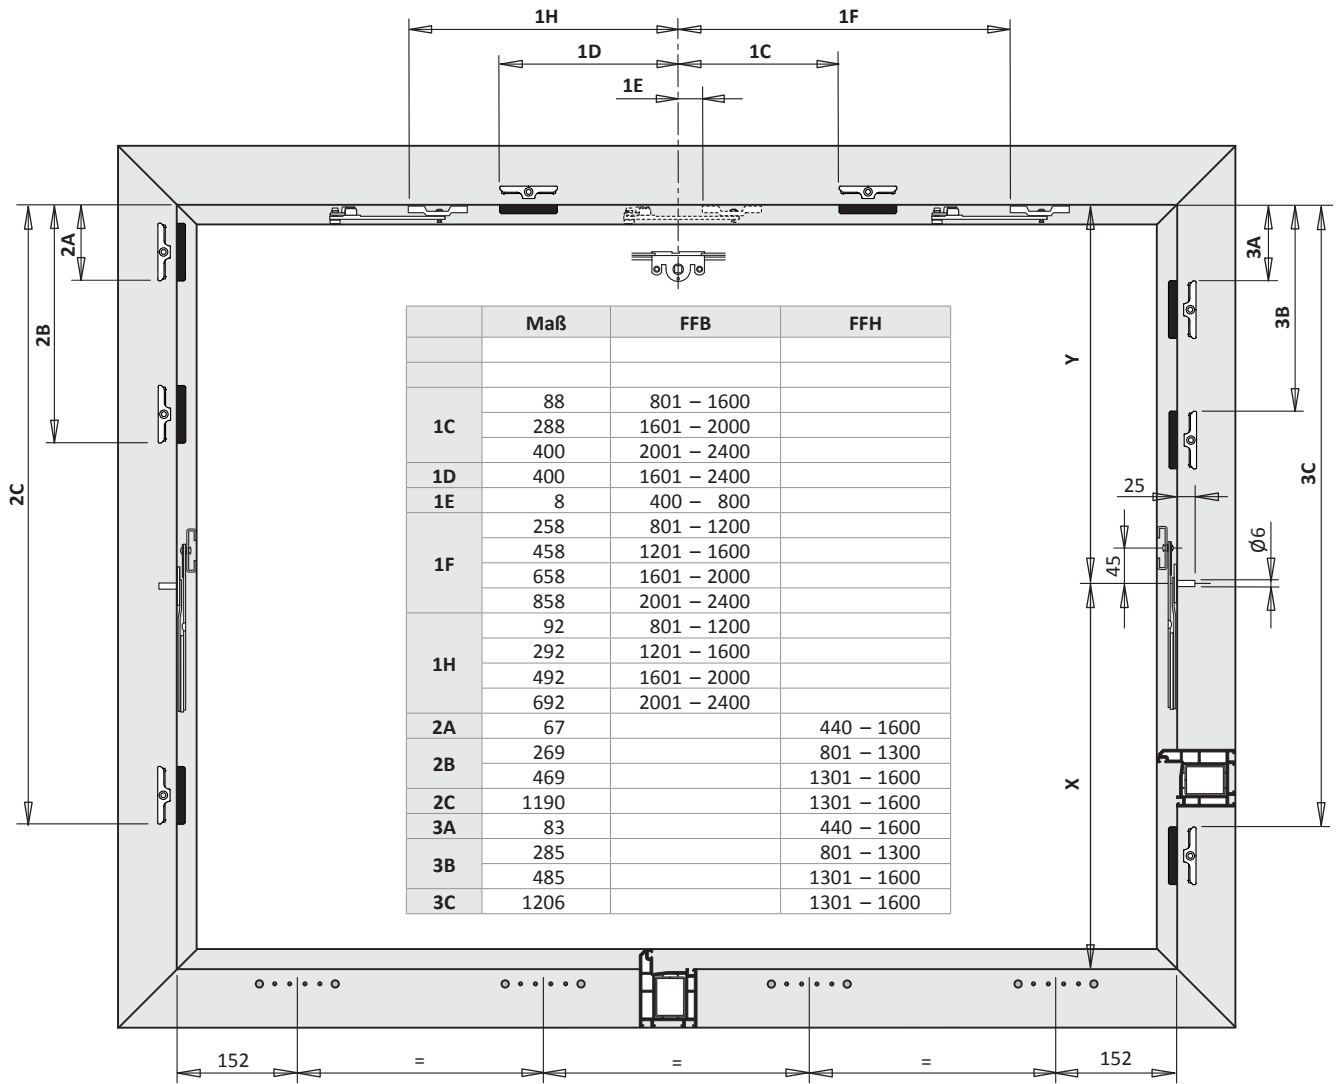 1H 1F
1D 1C
1E
2A 3A
2B 3B
2C 3C
Y
X
25
45
Ø6
Maß FFB FFH
1C 88 801 – 1600
288 1601 – 2000
400 2001 – 2400
1D 400 1601 – 2400
1E 8 400 – 800
1F 258 801 – 1200
458 1201 – 1600
658 1601 – 2000
858 2001 – 2400
1H 92 801 – 1200
292 1201 – 1600
492 1601 – 2000
692 2001 – 2400
2A 67 440 – 1600
2B 269 801 – 1300
469 1301 – 1600
2C 1190 1301 – 1600
3A 83 440 – 1600
3B 285 801 – 1300
485 1301 – 1600
3C 1206 1301 – 1600
152 = = = 152